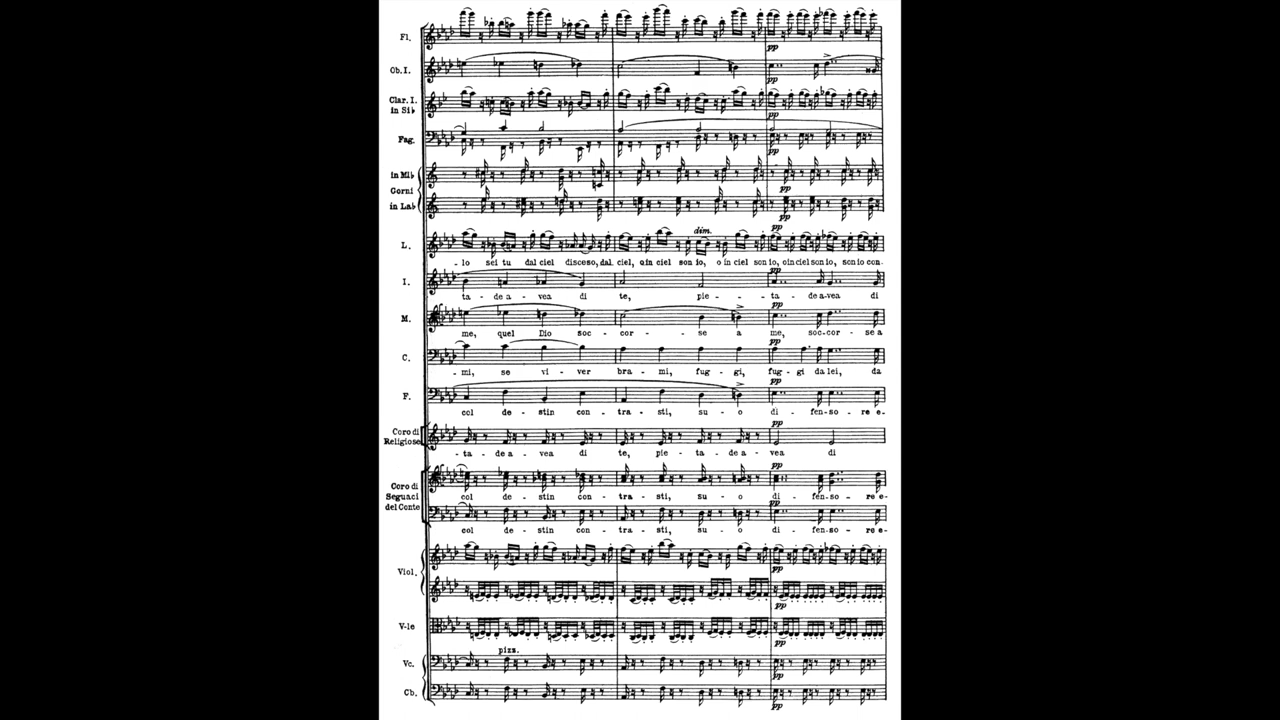 Fl.
Ob. I.
Clar. I.
in Si♭
pp
Fag.
in Mi♭
Corni
in La♭
pp
dim.
pp
L.
- lo sei tu dal ciel disceso, dal ciel, o in ciel son io, o in ciel son io, o in ciel son io, son io con-
I.
ta - de a - vea di te, pie - ta - de a-vea di
M.
me, quel Dio soc - cor - se a me, soc-cor-se a
C.
mi, se vi - ver bra - mi, fug - gi, fug - gi da lei, da
F.
col de - stin con - tra - sti, su - o di - fen-so-re e-
Coro di
Religiose
- ta - de a - vea di te, pie - ta - de a - vea di
Coro di
Seguaci
del Conte
col de - stin con - tra - sti, su - o di - fen-so-re e-
col de - stin con - tra - sti, su - o di - fen-so-re e-
Viol.
pp
V-le
pp
pizz.
Vc.
pp
Cb.
pp